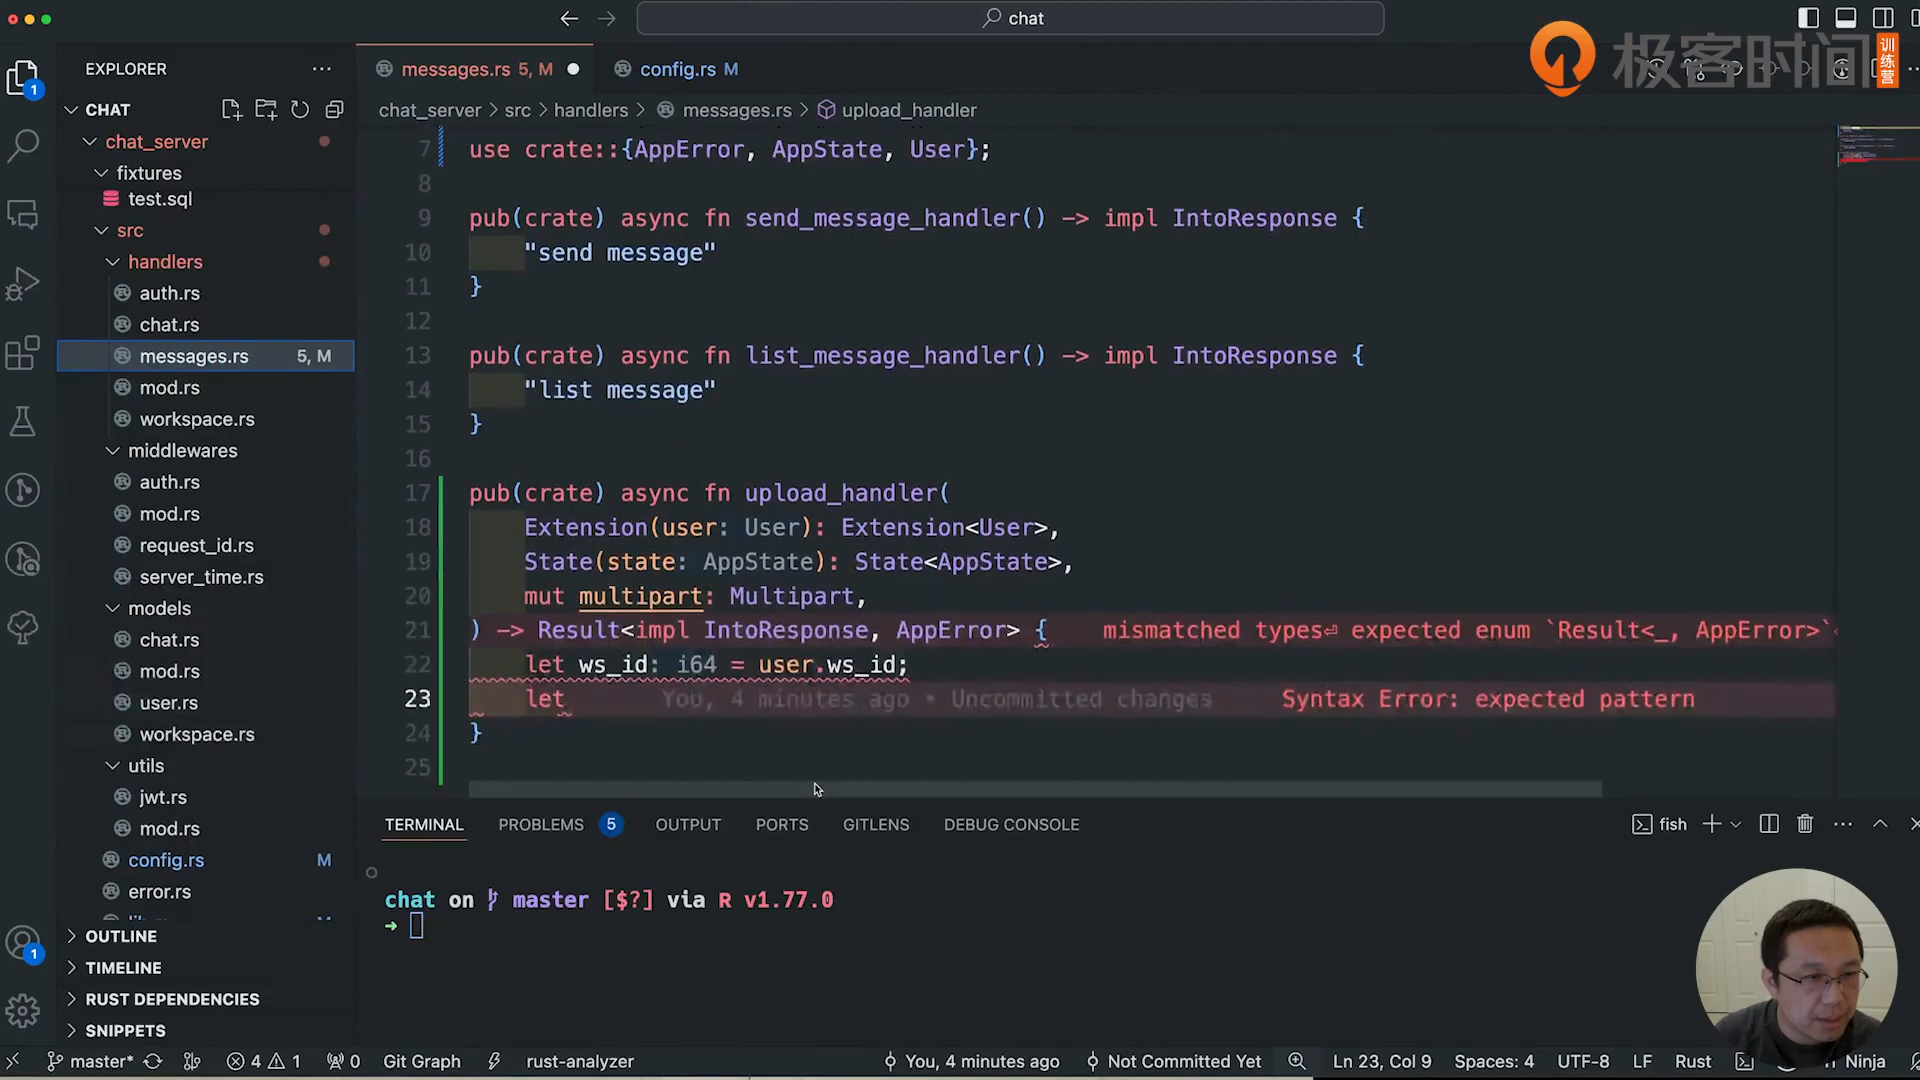 chat
极客时间
训练营
EXPLORER
messages.rs 5, M
config.rs M
CHAT
chat_server > src > handlers > messages.rs > upload_handler
chat_server
fixtures
test.sql
src
handlers
auth.rs
chat.rs
messages.rs 5, M
mod.rs
workspace.rs
middlewares
auth.rs
mod.rs
request_id.rs
server_time.rs
models
chat.rs
mod.rs
user.rs
workspace.rs
utils
jwt.rs
mod.rs
config.rs M
error.rs
OUTLINE
TIMELINE
RUST DEPENDENCIES
SNIPPETS
1
1
7 use crate::{AppError, AppState, User};
8
9 pub(crate) async fn send_message_handler() -> impl IntoResponse {
10 "send message"
11 }
12
13 pub(crate) async fn list_message_handler() -> impl IntoResponse {
14 "list message"
15 }
16
17 pub(crate) async fn upload_handler(
18 Extension(user: User): Extension<User>,
19 State(state: AppState): State<AppState>,
20 mut multipart: Multipart,
21 ) -> Result<impl IntoResponse, AppError> { mismatched types⏎ expected enum `Result<_, AppError>`
22 let ws_id: i64 = user.ws_id;
23 let You, 4 minutes ago • Uncommitted changes Syntax Error: expected pattern
24 }
25
TERMINAL PROBLEMS 5 OUTPUT PORTS GITLENS DEBUG CONSOLE
fish
chat on master [$?] via R v1.77.0
➜
master* 4 1 0 Git Graph rust-analyzer You, 4 minutes ago Not Committed Yet Ln 23, Col 9 Spaces: 4 UTF-8 LF Rust Ninja